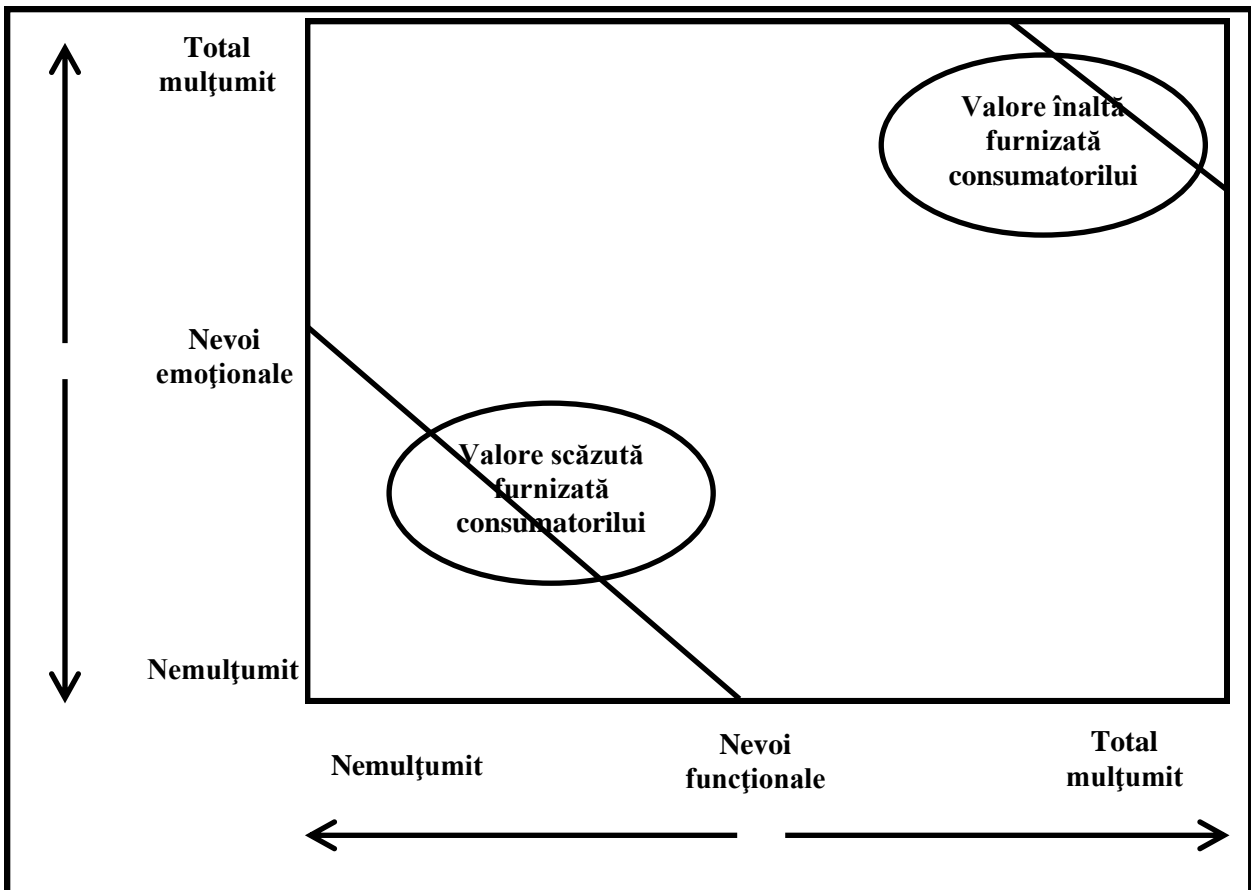 Total
mulţumit
Valore înaltă
furnizată
consumatorilui
Nevoi
emoţionale
Valore scăzută
furnizată
consumatorilui
Nemulţumit
Nemulţumit
Nevoi
funcţionale
Total
mulţumit